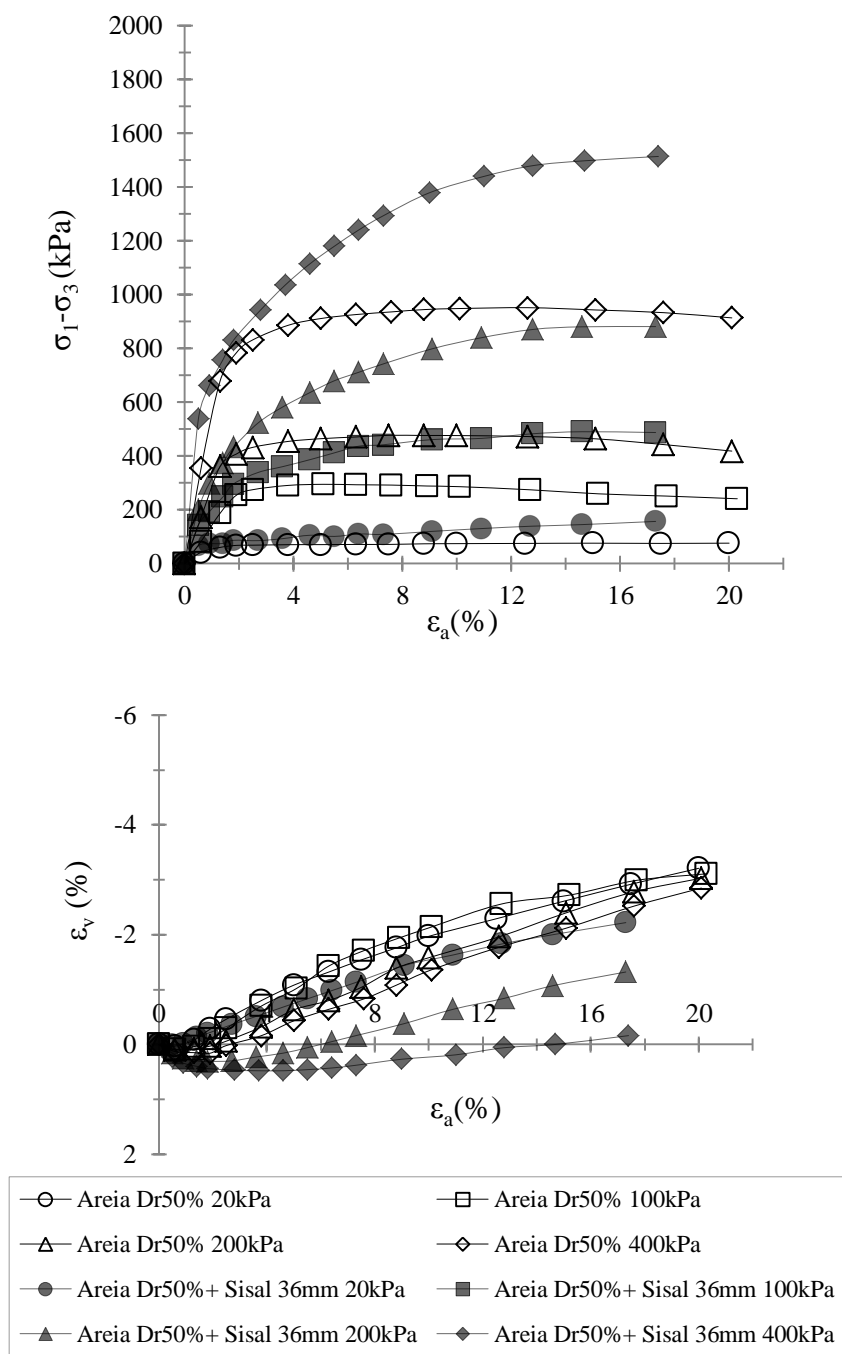 2000
1800
1600
1400
1200
1000
800
600
400
200
0
σ1-σ3 (kPa)
0 4 8 12 16 20
εa(%)
-6
-4
-2
0
2
εv (%)
0 4 8 12 16 20
εa(%)
Areia Dr50% 20kPa
Areia Dr50% 100kPa
Areia Dr50% 200kPa
Areia Dr50% 400kPa
Areia Dr50%+ Sisal 36mm 20kPa
Areia Dr50%+ Sisal 36mm 100kPa
Areia Dr50%+ Sisal 36mm 200kPa
Areia Dr50%+ Sisal 36mm 400kPa